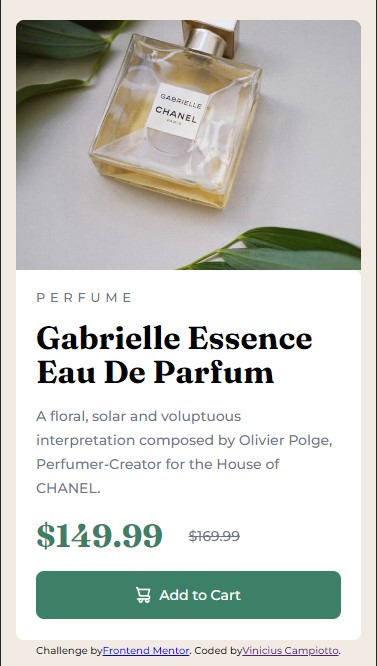 GABRIELLE
CHANEL
PARIS
PERFUME
Gabrielle Essence
Eau De Parfum
A floral, solar and voluptuous
interpretation composed by Olivier Polge,
Perfumer-Creator for the House of
CHANEL.
$149.99 $169.99
Add to Cart
Challenge byFrontend Mentor. Coded byVinicius Campiotto.